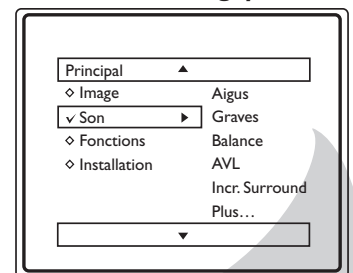 Principal ▲
◇ Image Aigus
✓ Son ▶ Graves
◇ Fonctions Balance
◇ Installation AVL
Incr. Surround
Plus...
▼